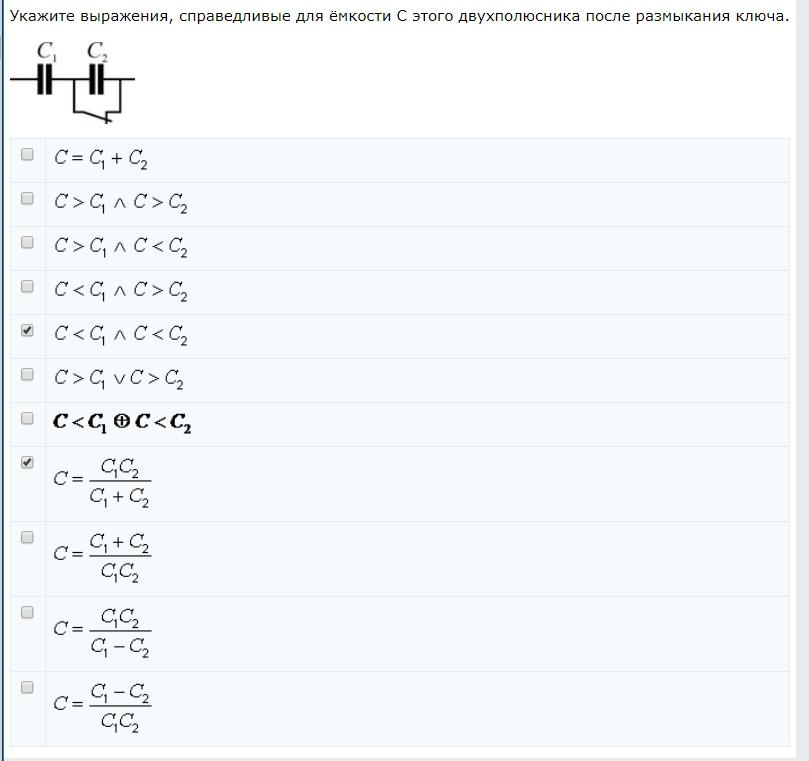 Укажите выражения, справедливые для ёмкости С этого двухполюсника после размыкания ключа.
C₁ C₂
C = C₁ + C₂
C > C₁ ∧ C > C₂
C > C₁ ∧ C < C₂
C < C₁ ∧ C > C₂
C < C₁ ∧ C < C₂
C > C₁ ∨ C > C₂
C < C₁ ⊕ C < C₂
C = C₁C₂ / C₁ + C₂
C = C₁ + C₂ / C₁C₂
C = C₁C₂ / C₁ − C₂
C = C₁ − C₂ / C₁C₂